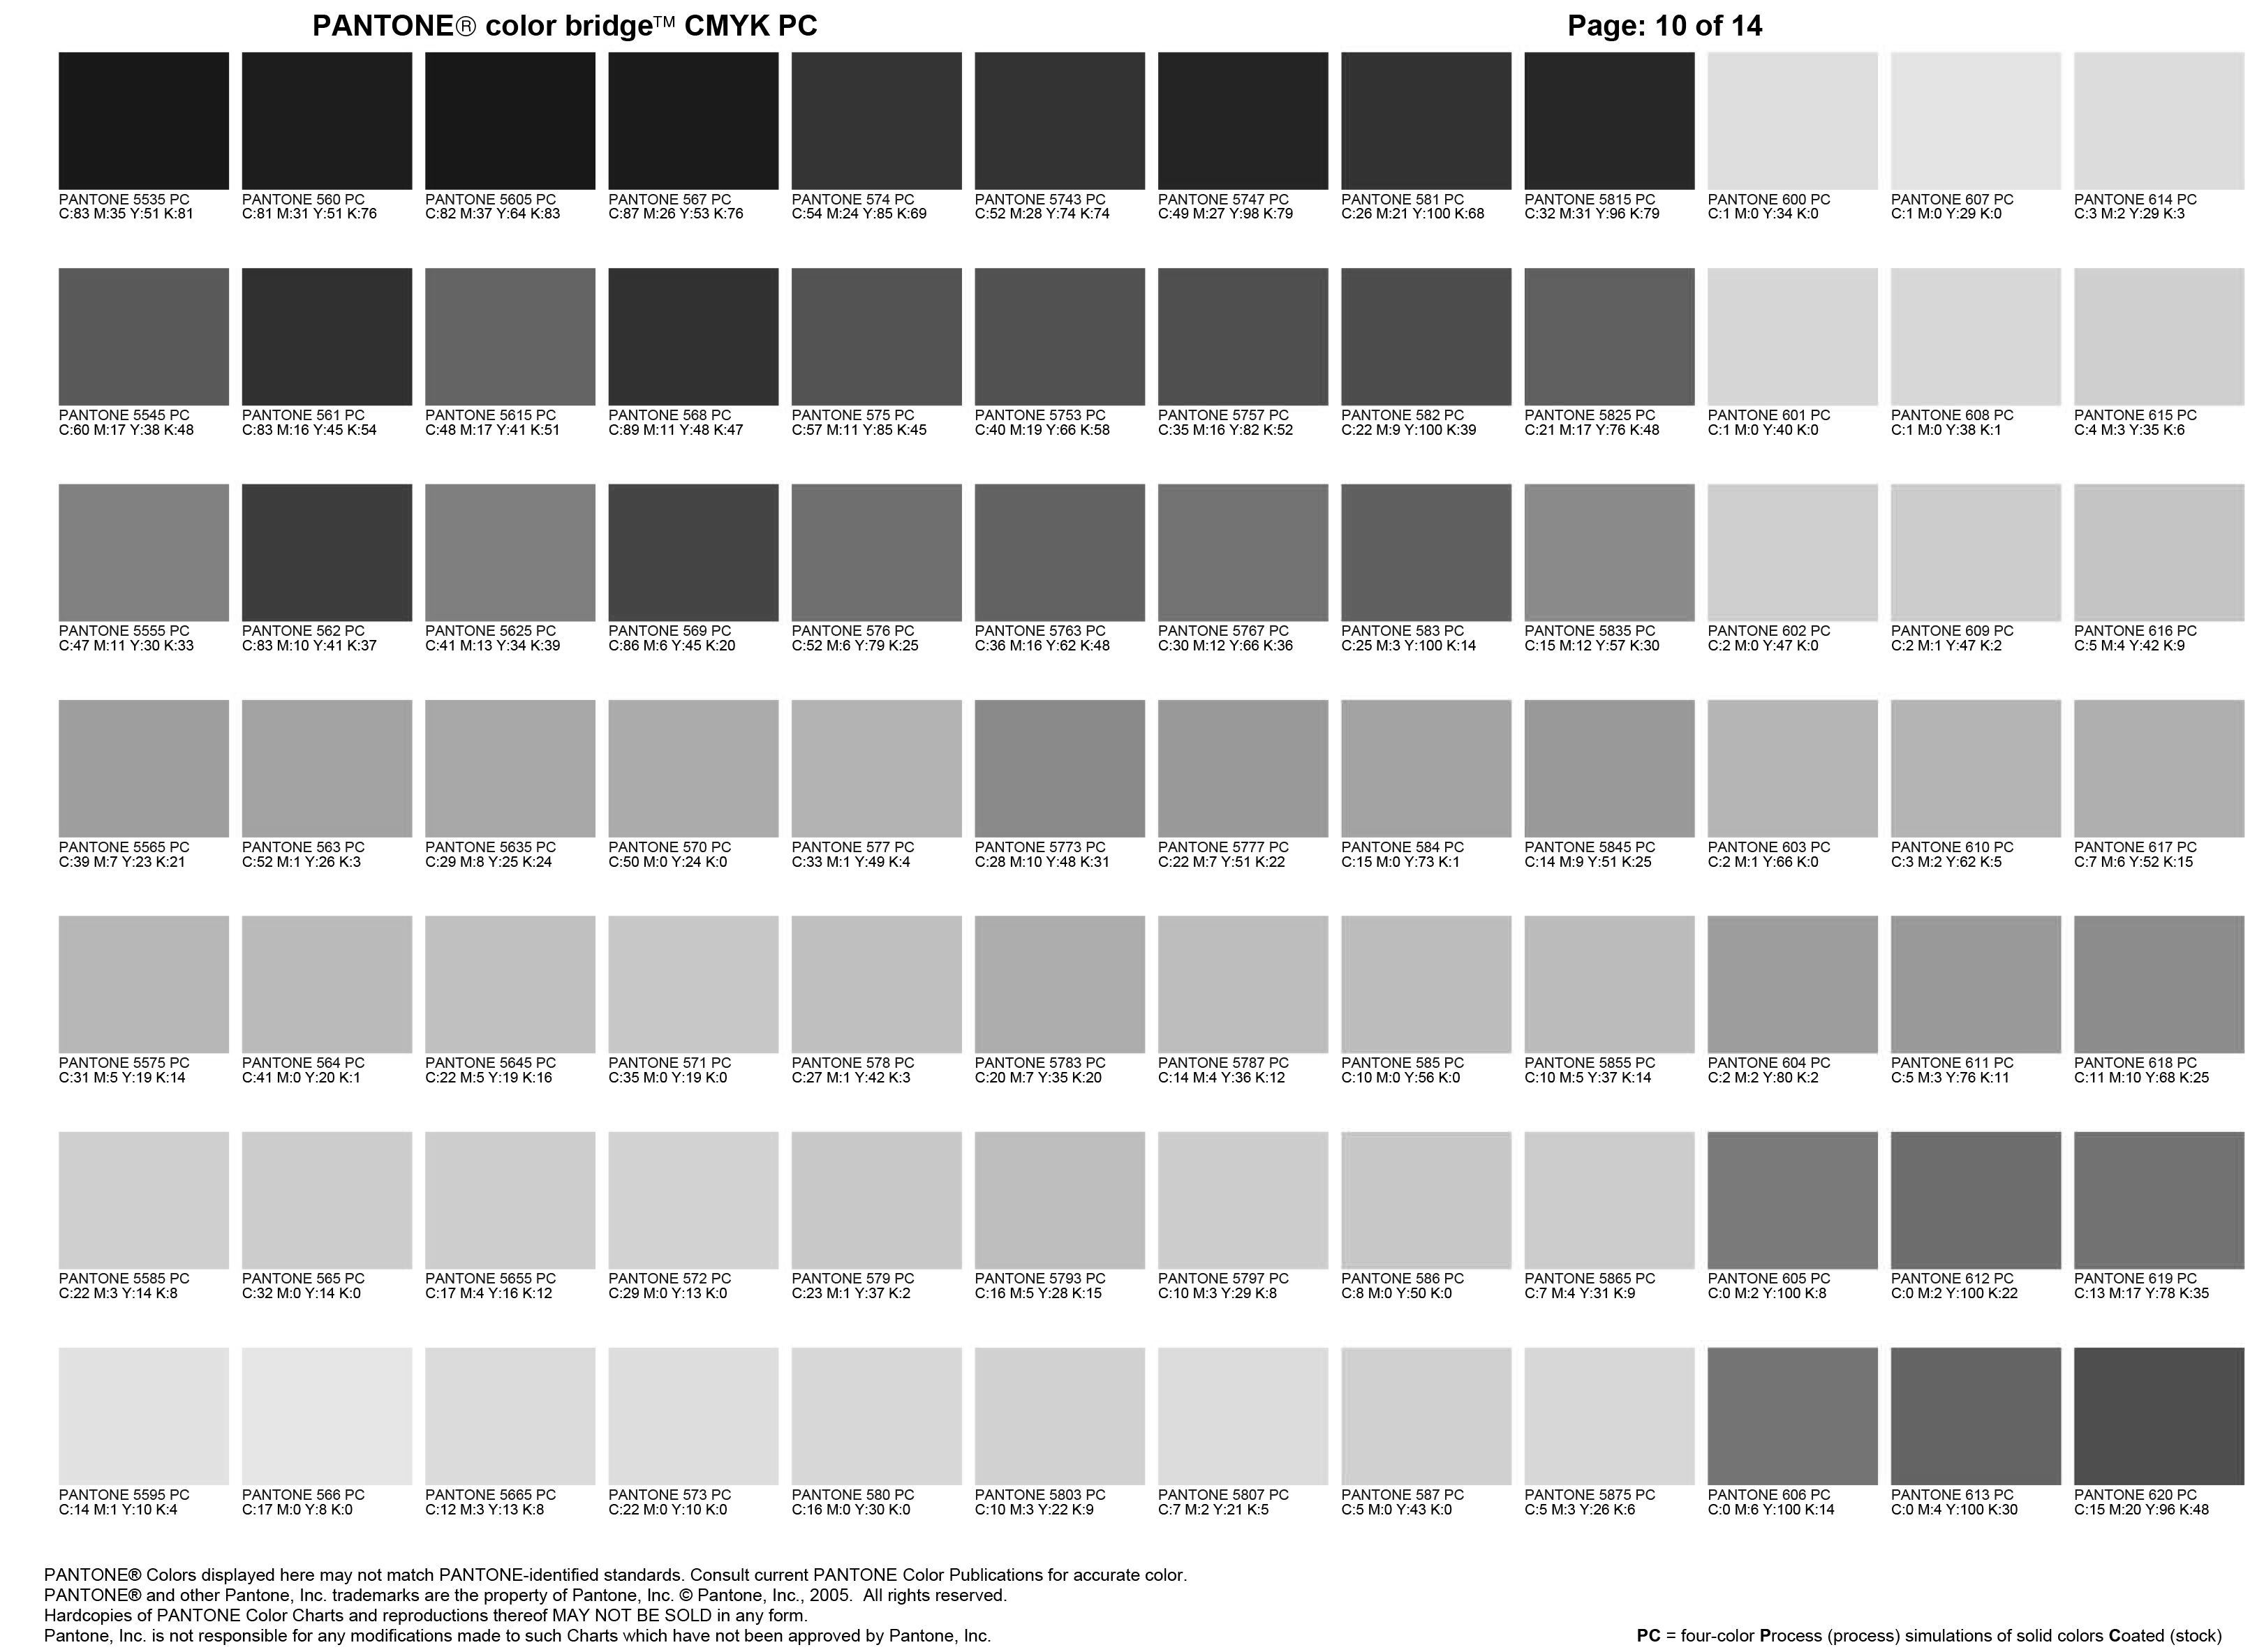 PANTONE® color bridge™ CMYK PC
Page: 10 of 14
PANTONE 5535 PC PANTONE 560 PC PANTONE 5605 PC PANTONE 567 PC PANTONE 574 PC PANTONE 5743 PC PANTONE 5747 PC PANTONE 581 PC PANTONE 5815 PC PANTONE 600 PC PANTONE 607 PC PANTONE 614 PC
C:83 M:35 Y:51 K:81 C:81 M:31 Y:51 K:76 C:82 M:37 Y:64 K:83 C:87 M:26 Y:53 K:76 C:54 M:24 Y:85 K:69 C:52 M:28 Y:74 K:74 C:49 M:27 Y:98 K:79 C:26 M:21 Y:100 K:68 C:32 M:31 Y:96 K:79 C:1 M:0 Y:34 K:0 C:1 M:0 Y:29 K:0 C:3 M:2 Y:29 K:3
PANTONE 5545 PC PANTONE 561 PC PANTONE 5615 PC PANTONE 568 PC PANTONE 575 PC PANTONE 5753 PC PANTONE 5757 PC PANTONE 582 PC PANTONE 5825 PC PANTONE 601 PC PANTONE 608 PC PANTONE 615 PC
C:60 M:17 Y:38 K:48 C:83 M:16 Y:45 K:54 C:48 M:17 Y:41 K:51 C:89 M:11 Y:48 K:47 C:57 M:11 Y:85 K:45 C:40 M:19 Y:66 K:58 C:35 M:16 Y:82 K:52 C:22 M:9 Y:100 K:39 C:21 M:17 Y:76 K:48 C:1 M:0 Y:40 K:0 C:1 M:0 Y:38 K:1 C:4 M:3 Y:35 K:6
PANTONE 5555 PC PANTONE 562 PC PANTONE 5625 PC PANTONE 569 PC PANTONE 576 PC PANTONE 5763 PC PANTONE 5767 PC PANTONE 583 PC PANTONE 5835 PC PANTONE 602 PC PANTONE 609 PC PANTONE 616 PC
C:47 M:11 Y:30 K:33 C:83 M:10 Y:41 K:37 C:41 M:13 Y:34 K:39 C:86 M:6 Y:45 K:20 C:52 M:6 Y:79 K:25 C:36 M:16 Y:62 K:48 C:30 M:12 Y:66 K:36 C:25 M:3 Y:100 K:14 C:15 M:12 Y:57 K:30 C:2 M:0 Y:47 K:0 C:2 M:1 Y:47 K:2 C:5 M:4 Y:42 K:9
PANTONE 5565 PC PANTONE 563 PC PANTONE 5635 PC PANTONE 570 PC PANTONE 577 PC PANTONE 5773 PC PANTONE 5777 PC PANTONE 584 PC PANTONE 5845 PC PANTONE 603 PC PANTONE 610 PC PANTONE 617 PC
C:39 M:7 Y:23 K:21 C:52 M:1 Y:26 K:3 C:29 M:8 Y:25 K:24 C:50 M:0 Y:24 K:0 C:33 M:1 Y:49 K:4 C:28 M:10 Y:48 K:31 C:22 M:7 Y:51 K:22 C:15 M:0 Y:73 K:1 C:14 M:9 Y:51 K:25 C:2 M:1 Y:66 K:0 C:3 M:2 Y:62 K:5 C:7 M:6 Y:52 K:15
PANTONE 5575 PC PANTONE 564 PC PANTONE 5645 PC PANTONE 571 PC PANTONE 578 PC PANTONE 5783 PC PANTONE 5787 PC PANTONE 585 PC PANTONE 5855 PC PANTONE 604 PC PANTONE 611 PC PANTONE 618 PC
C:31 M:5 Y:19 K:14 C:41 M:0 Y:20 K:1 C:22 M:5 Y:19 K:16 C:35 M:0 Y:19 K:0 C:27 M:1 Y:42 K:3 C:20 M:7 Y:35 K:20 C:14 M:4 Y:36 K:12 C:10 M:0 Y:56 K:0 C:10 M:5 Y:37 K:14 C:2 M:2 Y:80 K:2 C:5 M:3 Y:76 K:11 C:11 M:10 Y:68 K:25
PANTONE 5585 PC PANTONE 565 PC PANTONE 5655 PC PANTONE 572 PC PANTONE 579 PC PANTONE 5793 PC PANTONE 5797 PC PANTONE 586 PC PANTONE 5865 PC PANTONE 605 PC PANTONE 612 PC PANTONE 619 PC
C:22 M:3 Y:14 K:8 C:32 M:0 Y:14 K:0 C:17 M:4 Y:16 K:12 C:29 M:0 Y:13 K:0 C:23 M:1 Y:37 K:2 C:16 M:5 Y:28 K:15 C:10 M:3 Y:29 K:8 C:8 M:0 Y:50 K:0 C:7 M:4 Y:31 K:9 C:0 M:2 Y:100 K:8 C:0 M:2 Y:100 K:22 C:13 M:17 Y:78 K:35
PANTONE 5595 PC PANTONE 566 PC PANTONE 5665 PC PANTONE 573 PC PANTONE 580 PC PANTONE 5803 PC PANTONE 5807 PC PANTONE 587 PC PANTONE 5875 PC PANTONE 606 PC PANTONE 613 PC PANTONE 620 PC
C:14 M:1 Y:10 K:4 C:17 M:0 Y:8 K:0 C:12 M:3 Y:13 K:8 C:22 M:0 Y:10 K:0 C:16 M:0 Y:30 K:0 C:10 M:3 Y:22 K:9 C:7 M:2 Y:21 K:5 C:5 M:0 Y:43 K:0 C:5 M:3 Y:26 K:6 C:0 M:6 Y:100 K:14 C:0 M:4 Y:100 K:30 C:15 M:20 Y:96 K:48
PANTONE® Colors displayed here may not match PANTONE-identified standards. Consult current PANTONE Color Publications for accurate color.
PANTONE® and other Pantone, Inc. trademarks are the property of Pantone, Inc. © Pantone, Inc., 2005. All rights reserved.
Hardcopies of PANTONE Color Charts and reproductions thereof MAY NOT BE SOLD in any form.
Pantone, Inc. is not responsible for any modifications made to such Charts which have not been approved by Pantone, Inc.
PC = four-color Process (process) simulations of solid colors Coated (stock)